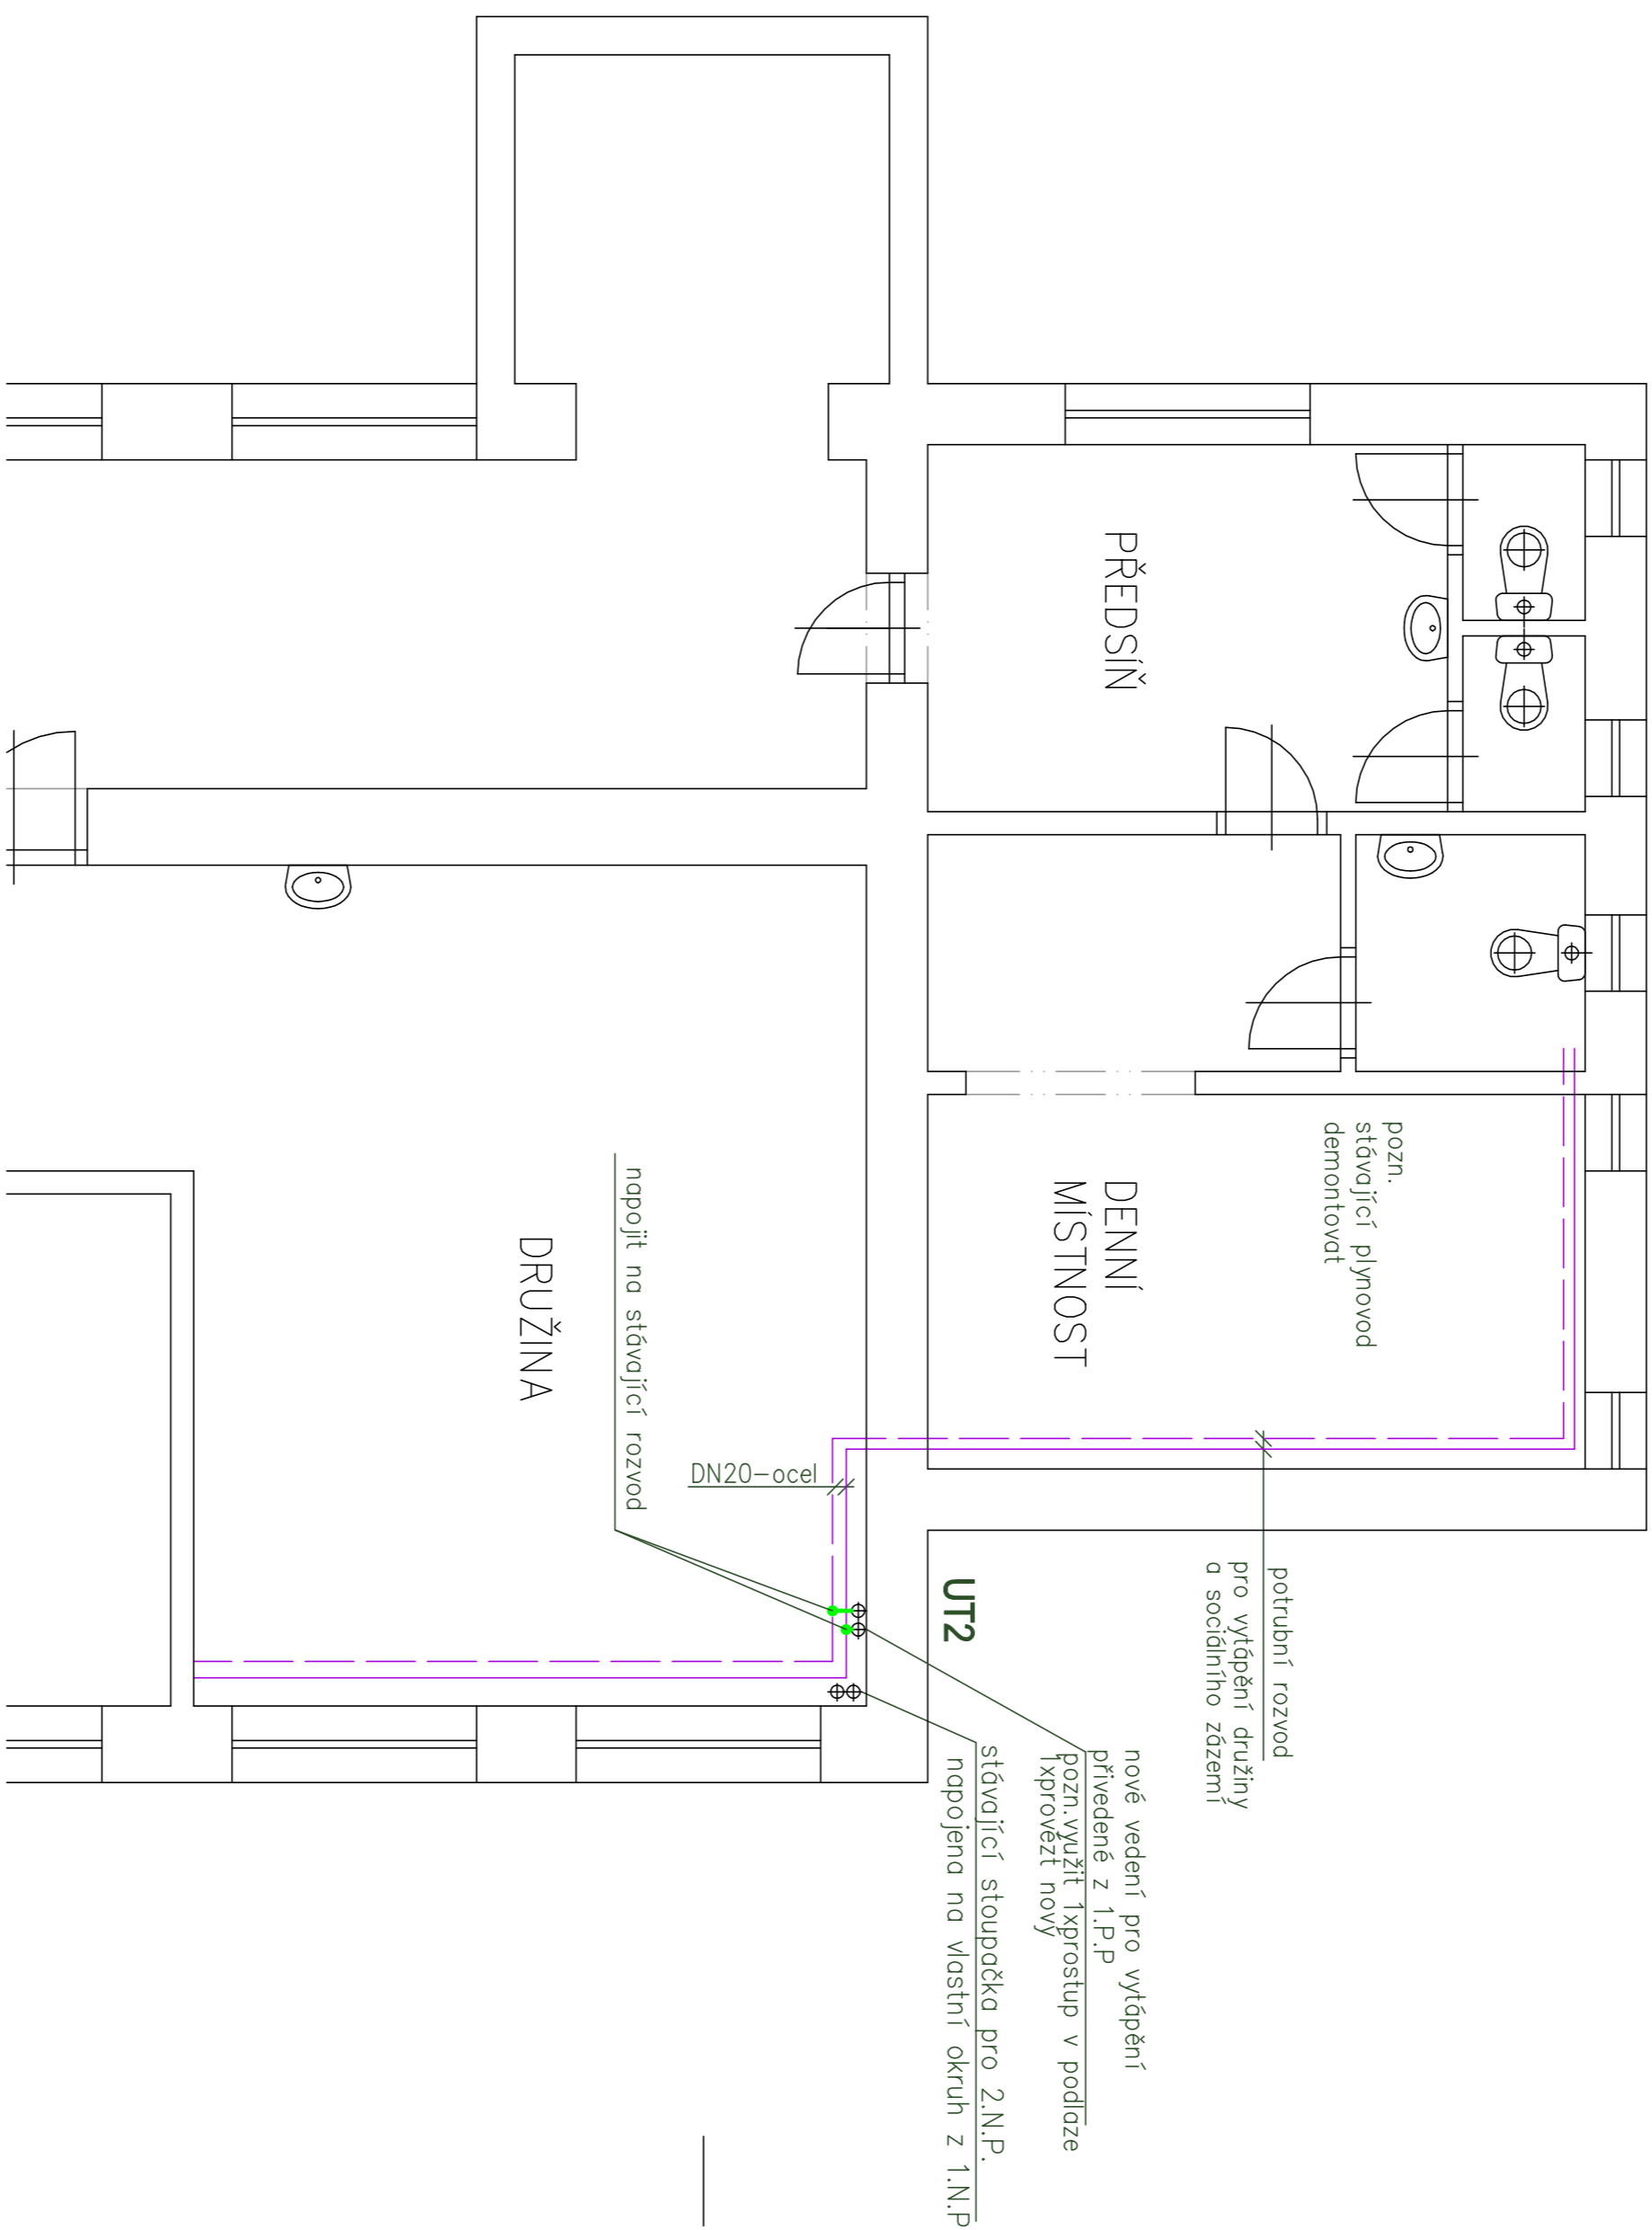 PŘEDSÍŇ
pozn.
stávající plynovod
demontovat
DENNÍ
MÍSTNOST
potrubní rozvod
pro vytápění družiny
a sociálního zázemí
nové vedení pro vytápění
přivedené z 1.P.P
pozn.využit 1xprostup v podlaze
1xprovézt nový
stávající stoupačka pro 2.N.P.
napojena na vlastní okruh z 1.N.P
UT2
DN20-ocel
napojit na stávající rozvod
DRUŽINA